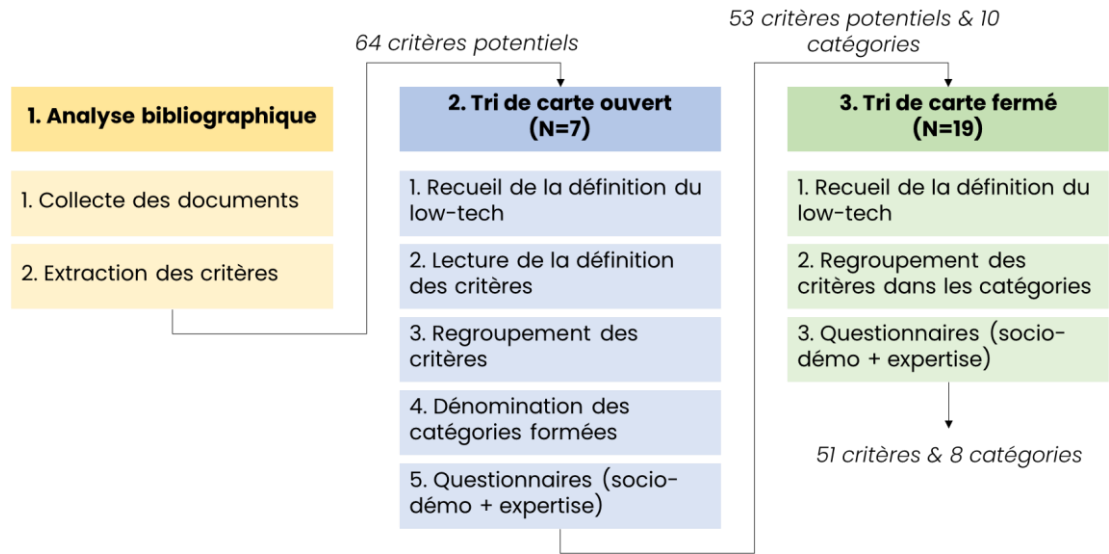 64 critères potentiels
53 critères potentiels & 10
catégories
1. Analyse bibliographique
1. Collecte des documents
2. Extraction des critères
2. Tri de carte ouvert
(N=7)
1. Recueil de la définition du
low-tech
2. Lecture de la définition
des critères
3. Regroupement des
critères
4. Dénomination des
catégories formées
5. Questionnaires (socio-
démo + expertise)
3. Tri de carte fermé
(N=19)
1. Recueil de la définition du
low-tech
2. Regroupement des
critères dans les catégories
3. Questionnaires (socio-
démo + expertise)
51 critères & 8 catégories